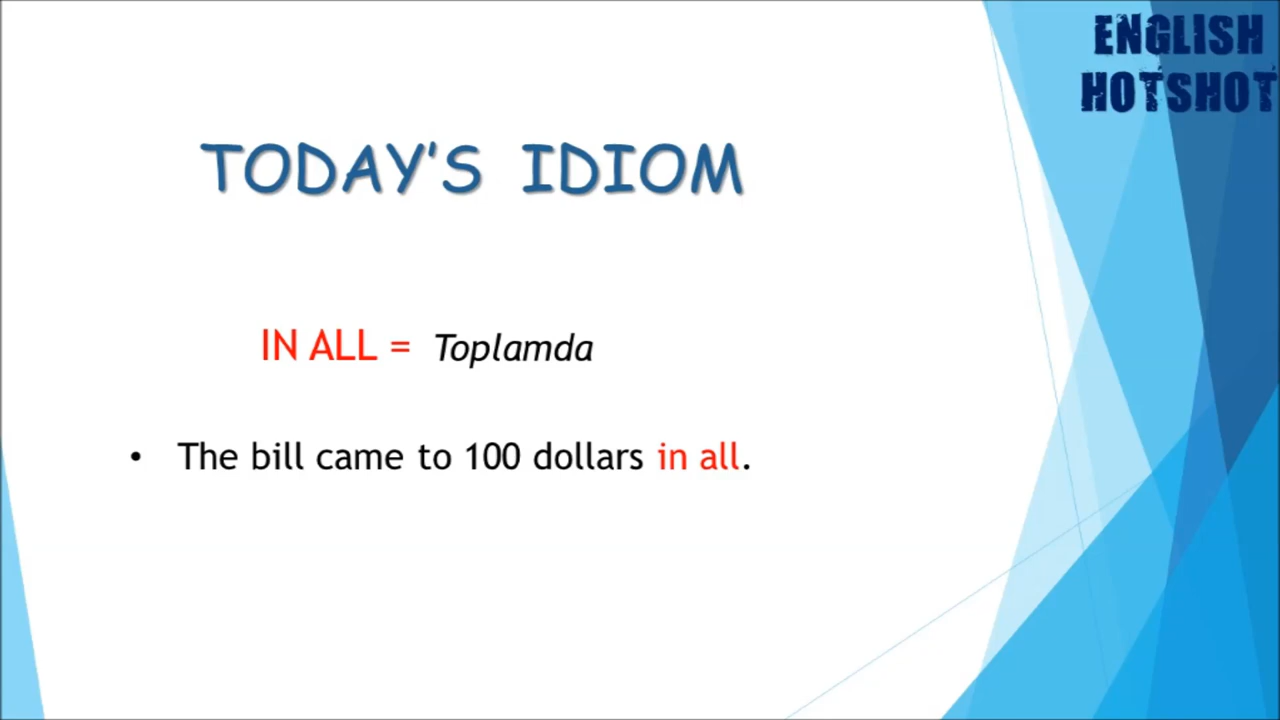 ENGLISH
HOTSHOT
TODAY'S IDIOM
IN ALL = Toplamda
• The bill came to 100 dollars in all.